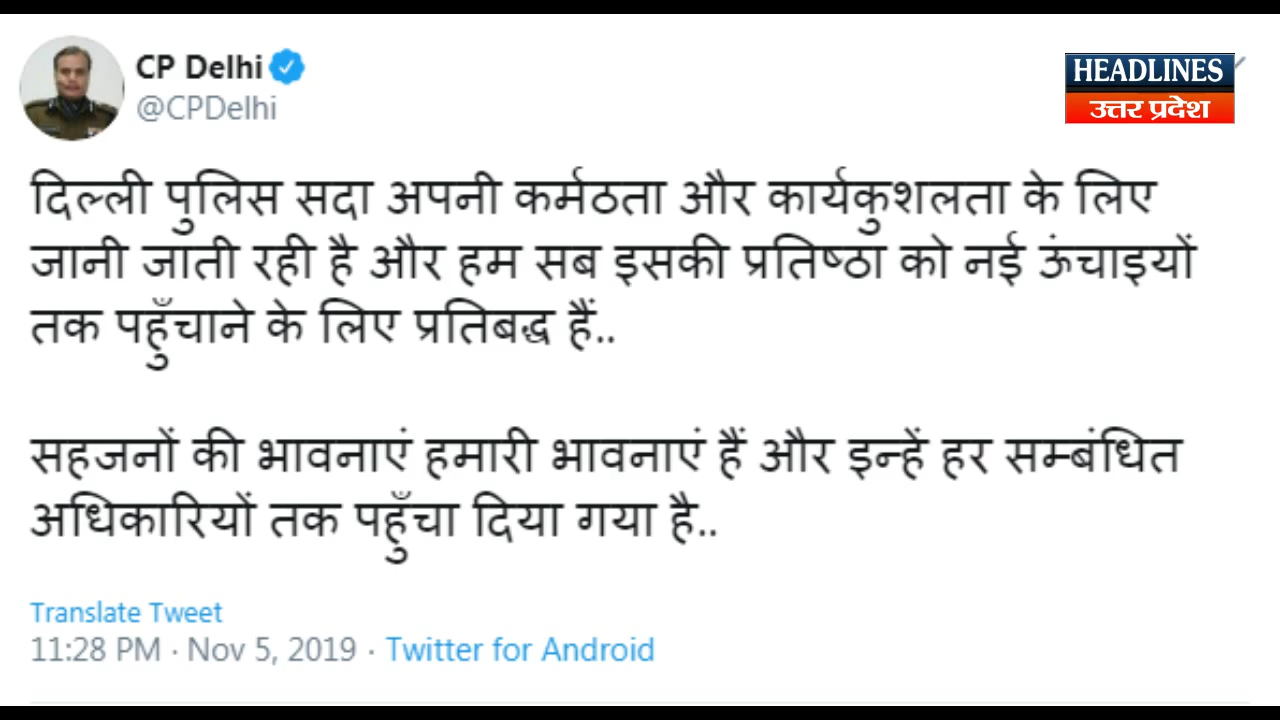 CP Delhi
@CPDelhi
HEADLINES
उत्तर प्रदेश
दिल्ली पुलिस सदा अपनी कर्मठता और कार्यकुशलता के लिए
जानी जाती रही है और हम सब इसकी प्रतिष्ठा को नई ऊंचाइयों
तक पहुँचाने के लिए प्रतिबद्ध हैं..
सहजनों की भावनाएं हमारी भावनाएं हैं और इन्हें हर सम्बंधित
अधिकारियों तक पहुँचा दिया गया है..
Translate Tweet
11:28 PM · Nov 5, 2019 · Twitter for Android